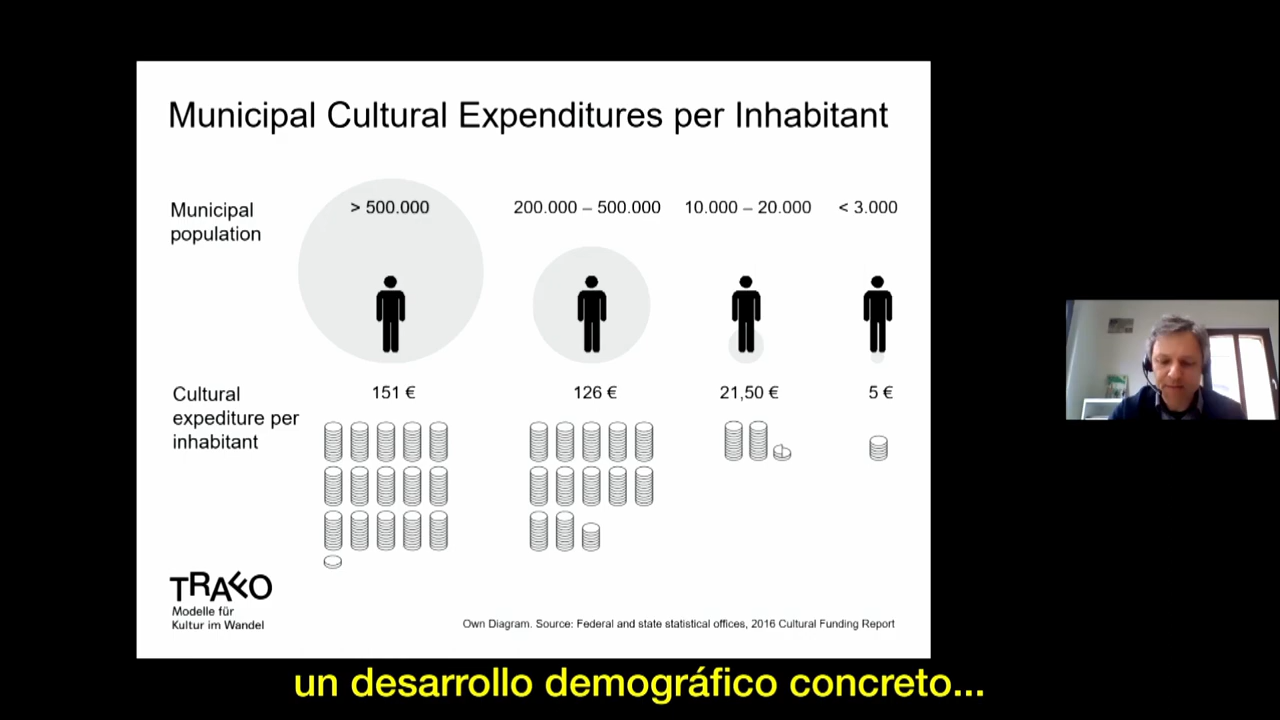 Municipal Cultural Expenditures per Inhabitant
Municipal
population
> 500.000
200.000 – 500.000
10.000 – 20.000
< 3.000
Cultural
expediture per
inhabitant
151 €
126 €
21,50 €
5 €
TRAFO
Modelle für
Kultur im Wandel
Own Diagram. Source: Federal and state statistical offices, 2016 Cultural Funding Report
un desarrollo demográfico concreto...